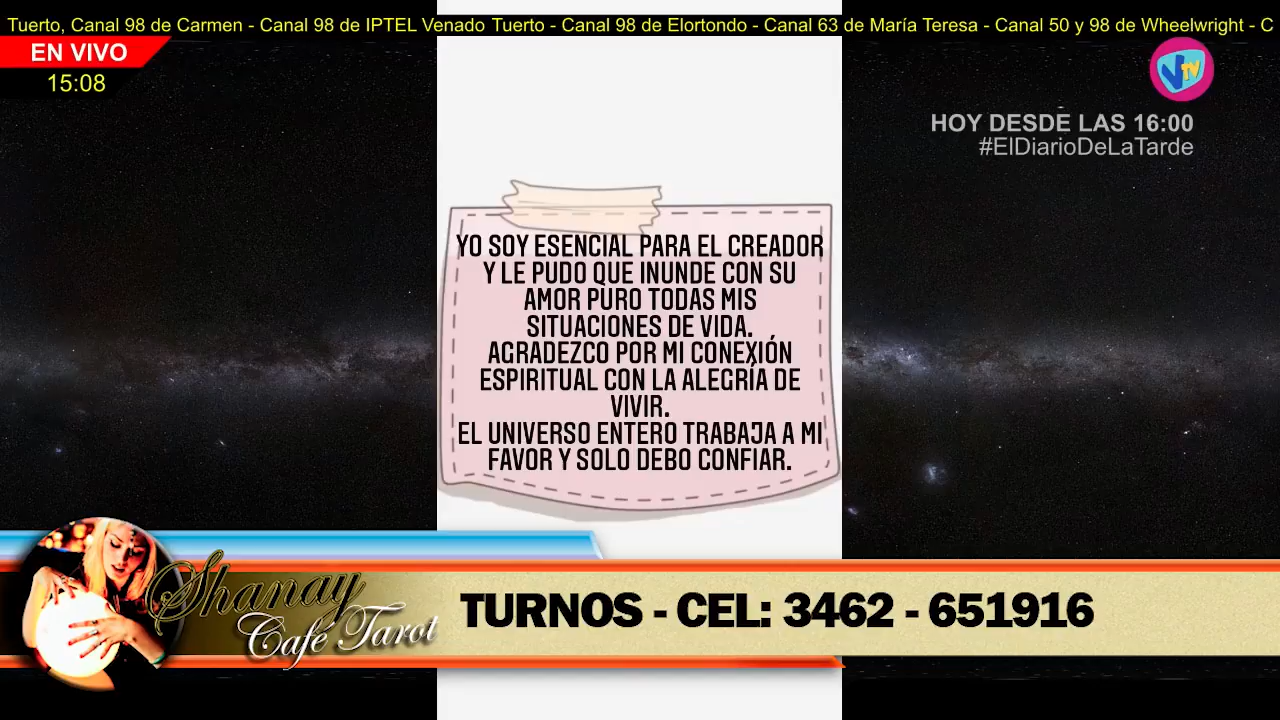 Tuerto, Canal 98 de Carmen - Canal 98 de IPTEL Venado Tuerto - Canal 98 de Elortondo - Canal 63 de María Teresa - Canal 50 y 98 de Wheelwright - C
EN VIVO
15:08
VTV
HOY DESDE LAS 16:00
#ElDiarioDeLaTarde
YO SOY ESENCIAL PARA EL CREADOR
Y LE PUDO QUE INUNDE CON SU
AMOR PURO TODAS MIS
SITUACIONES DE VIDA.
AGRADEZCO POR MI CONEXIÓN
ESPIRITUAL CON LA ALEGRÍA DE
VIVIR.
EL UNIVERSO ENTERO TRABAJA A MI
FAVOR Y SOLO DEBO CONFIAR.
Shanay
Café Tarot
TURNOS - CEL: 3462 - 651916